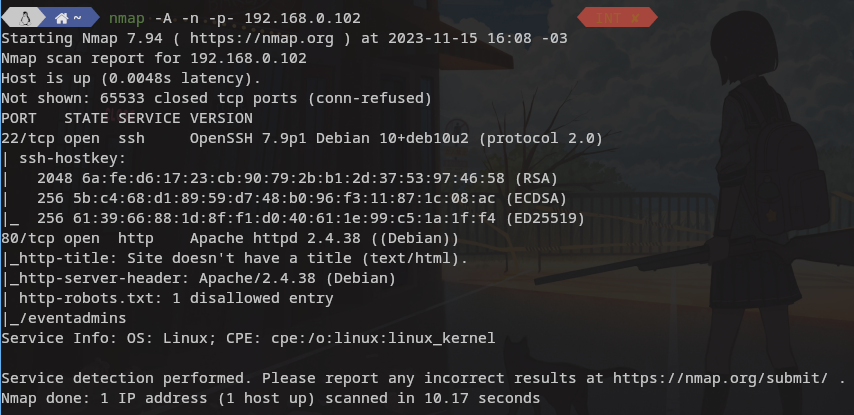 ~ nmap -A -n -p- 192.168.0.102 INT x
Starting Nmap 7.94 ( https://nmap.org ) at 2023-11-15 16:08 -03
Nmap scan report for 192.168.0.102
Host is up (0.0048s latency).
Not shown: 65533 closed tcp ports (conn-refused)
PORT   STATE SERVICE VERSION
22/tcp open  ssh     OpenSSH 7.9p1 Debian 10+deb10u2 (protocol 2.0)
| ssh-hostkey:
|   2048 6a:fe:d6:17:23:cb:90:79:2b:b1:2d:37:53:97:46:58 (RSA)
|   256 5b:c4:68:d1:89:59:d7:48:b0:96:f3:11:87:1c:08:ac (ECDSA)
|_  256 61:39:66:88:1d:8f:f1:d0:40:61:1e:99:c5:1a:1f:f4 (ED25519)
80/tcp open  http    Apache httpd 2.4.38 ((Debian))
|_http-title: Site doesn't have a title (text/html).
|_http-server-header: Apache/2.4.38 (Debian)
| http-robots.txt: 1 disallowed entry
|_/eventadmins
Service Info: OS: Linux; CPE: cpe:/o:linux:linux_kernel
Service detection performed. Please report any incorrect results at https://nmap.org/submit/ .
Nmap done: 1 IP address (1 host up) scanned in 10.17 seconds